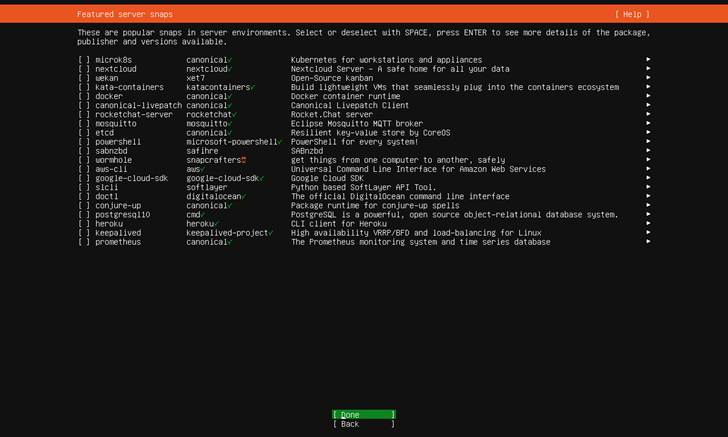 Featured server snaps [ Help ]
These are popular snaps in server environments. Select or deselect with SPACE, press ENTER to see more details of the package,
publisher and versions available.
[ ] microk8s canonical✓ Kubernetes for workstations and appliances ►
[ ] nextcloud nextcloud✓ Nextcloud Server - A safe home for all your data ►
[ ] wekan xet7 Open-Source kanban ►
[ ] kata-containers katacontainers✓ Build lightweight VMs that seamlessly plug into the containers ecosystem ►
[ ] docker canonical✓ Docker container runtime ►
[ ] canonical-livepatch canonical✓ Canonical Livepatch Client ►
[ ] rocketchat-server rocketchat✓ Rocket.Chat server ►
[ ] mosquitto mosquitto✓ Eclipse Mosquitto MQTT broker ►
[ ] etcd canonical✓ Resilient key-value store by CoreOS ►
[ ] powershell microsoft-powershell✓ PowerShell for every system! ►
[ ] sabnzbd safihre SABnzbd ►
[ ] wormhole snapcrafters get things from one computer to another, safely ►
[ ] aws-cli aws✓ Universal Command Line Interface for Amazon Web Services ►
[ ] google-cloud-sdk google-cloud-sdk✓ Google Cloud SDK ►
[ ] slcli softlayer Python based SoftLayer API Tool. ►
[ ] doctl digitalocean✓ The official DigitalOcean command line interface ►
[ ] conjure-up canonical✓ Package runtime for conjure-up spells ►
[ ] postgresql10 cmd✓ PostgreSQL is a powerful, open source object-relational database system. ►
[ ] heroku heroku✓ CLI client for Heroku ►
[ ] keepalived keepalived-project✓ High availability VRRP/BFD and load-balancing for Linux ►
[ ] prometheus canonical✓ The Prometheus monitoring system and time series database ►
[ Done ]
[ Back ]